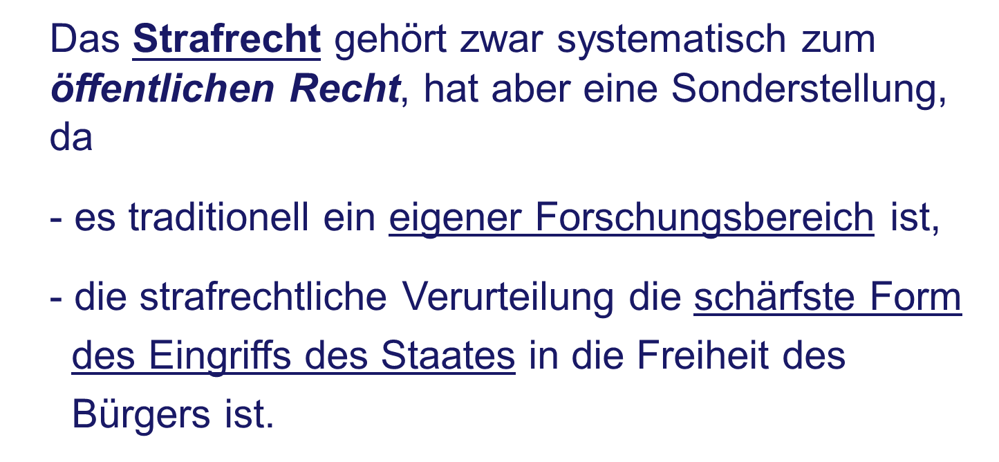 Das Strafrecht gehört zwar systematisch zum
öffentlichen Recht, hat aber eine Sonderstellung,
da
- es traditionell ein eigener Forschungsbereich ist,
- die strafrechtliche Verurteilung die schärfste Form
des Eingriffs des Staates in die Freiheit des
Bürgers ist.